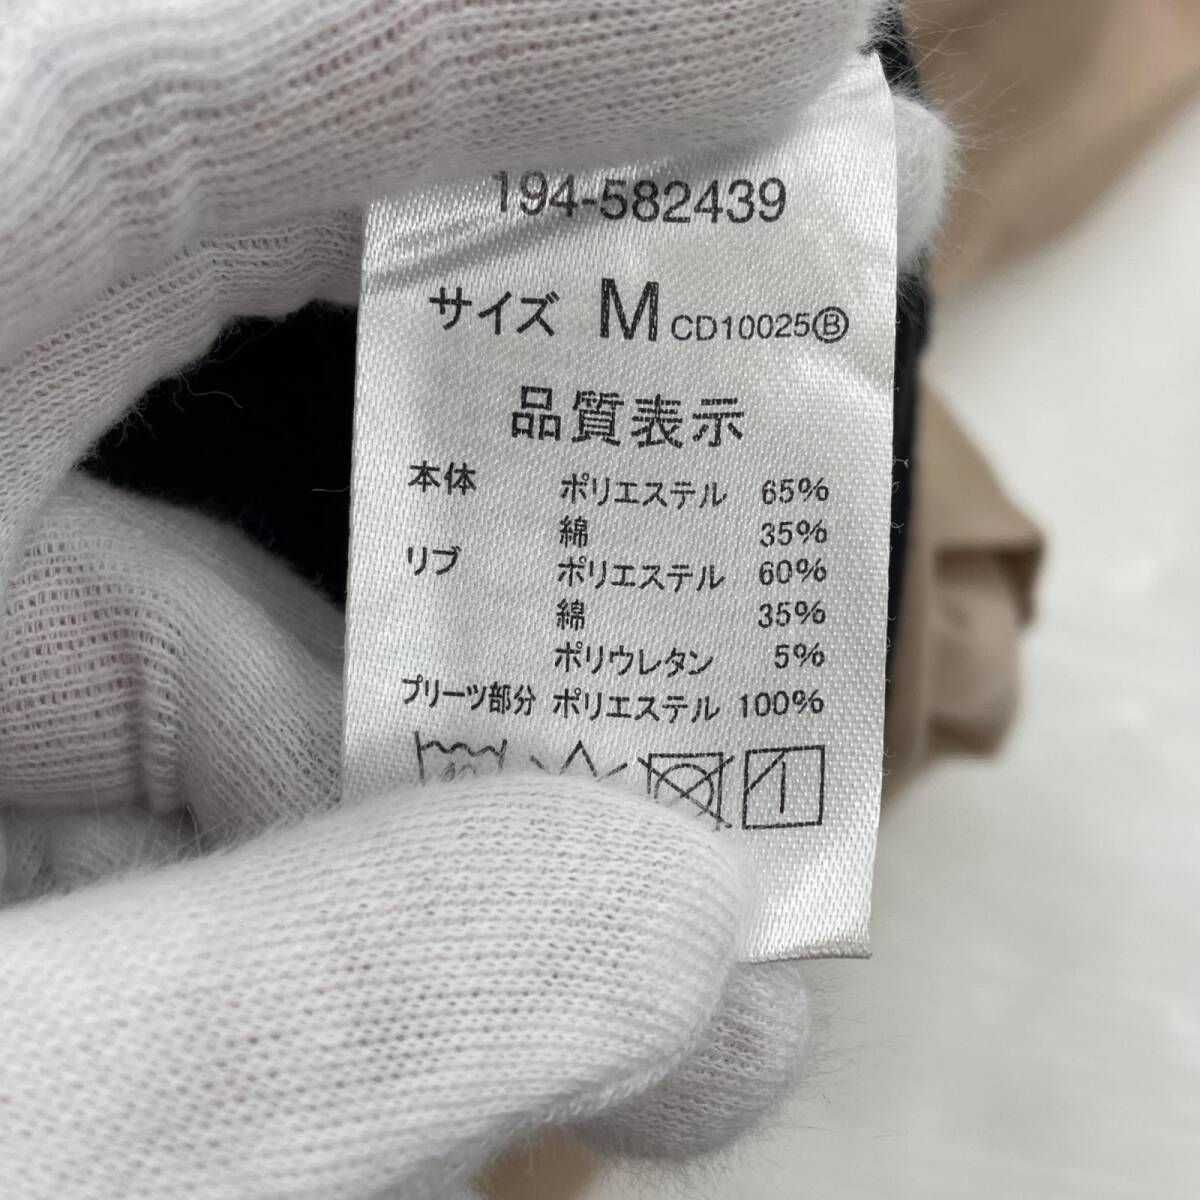 194-582439
サイズ M CD10025Ⓑ
品質表示
本体 ポリエステル 65%
綿 35%
リブ ポリエステル 60%
綿 35%
ポリウレタン 5%
プリーツ部分 ポリエステル 100%